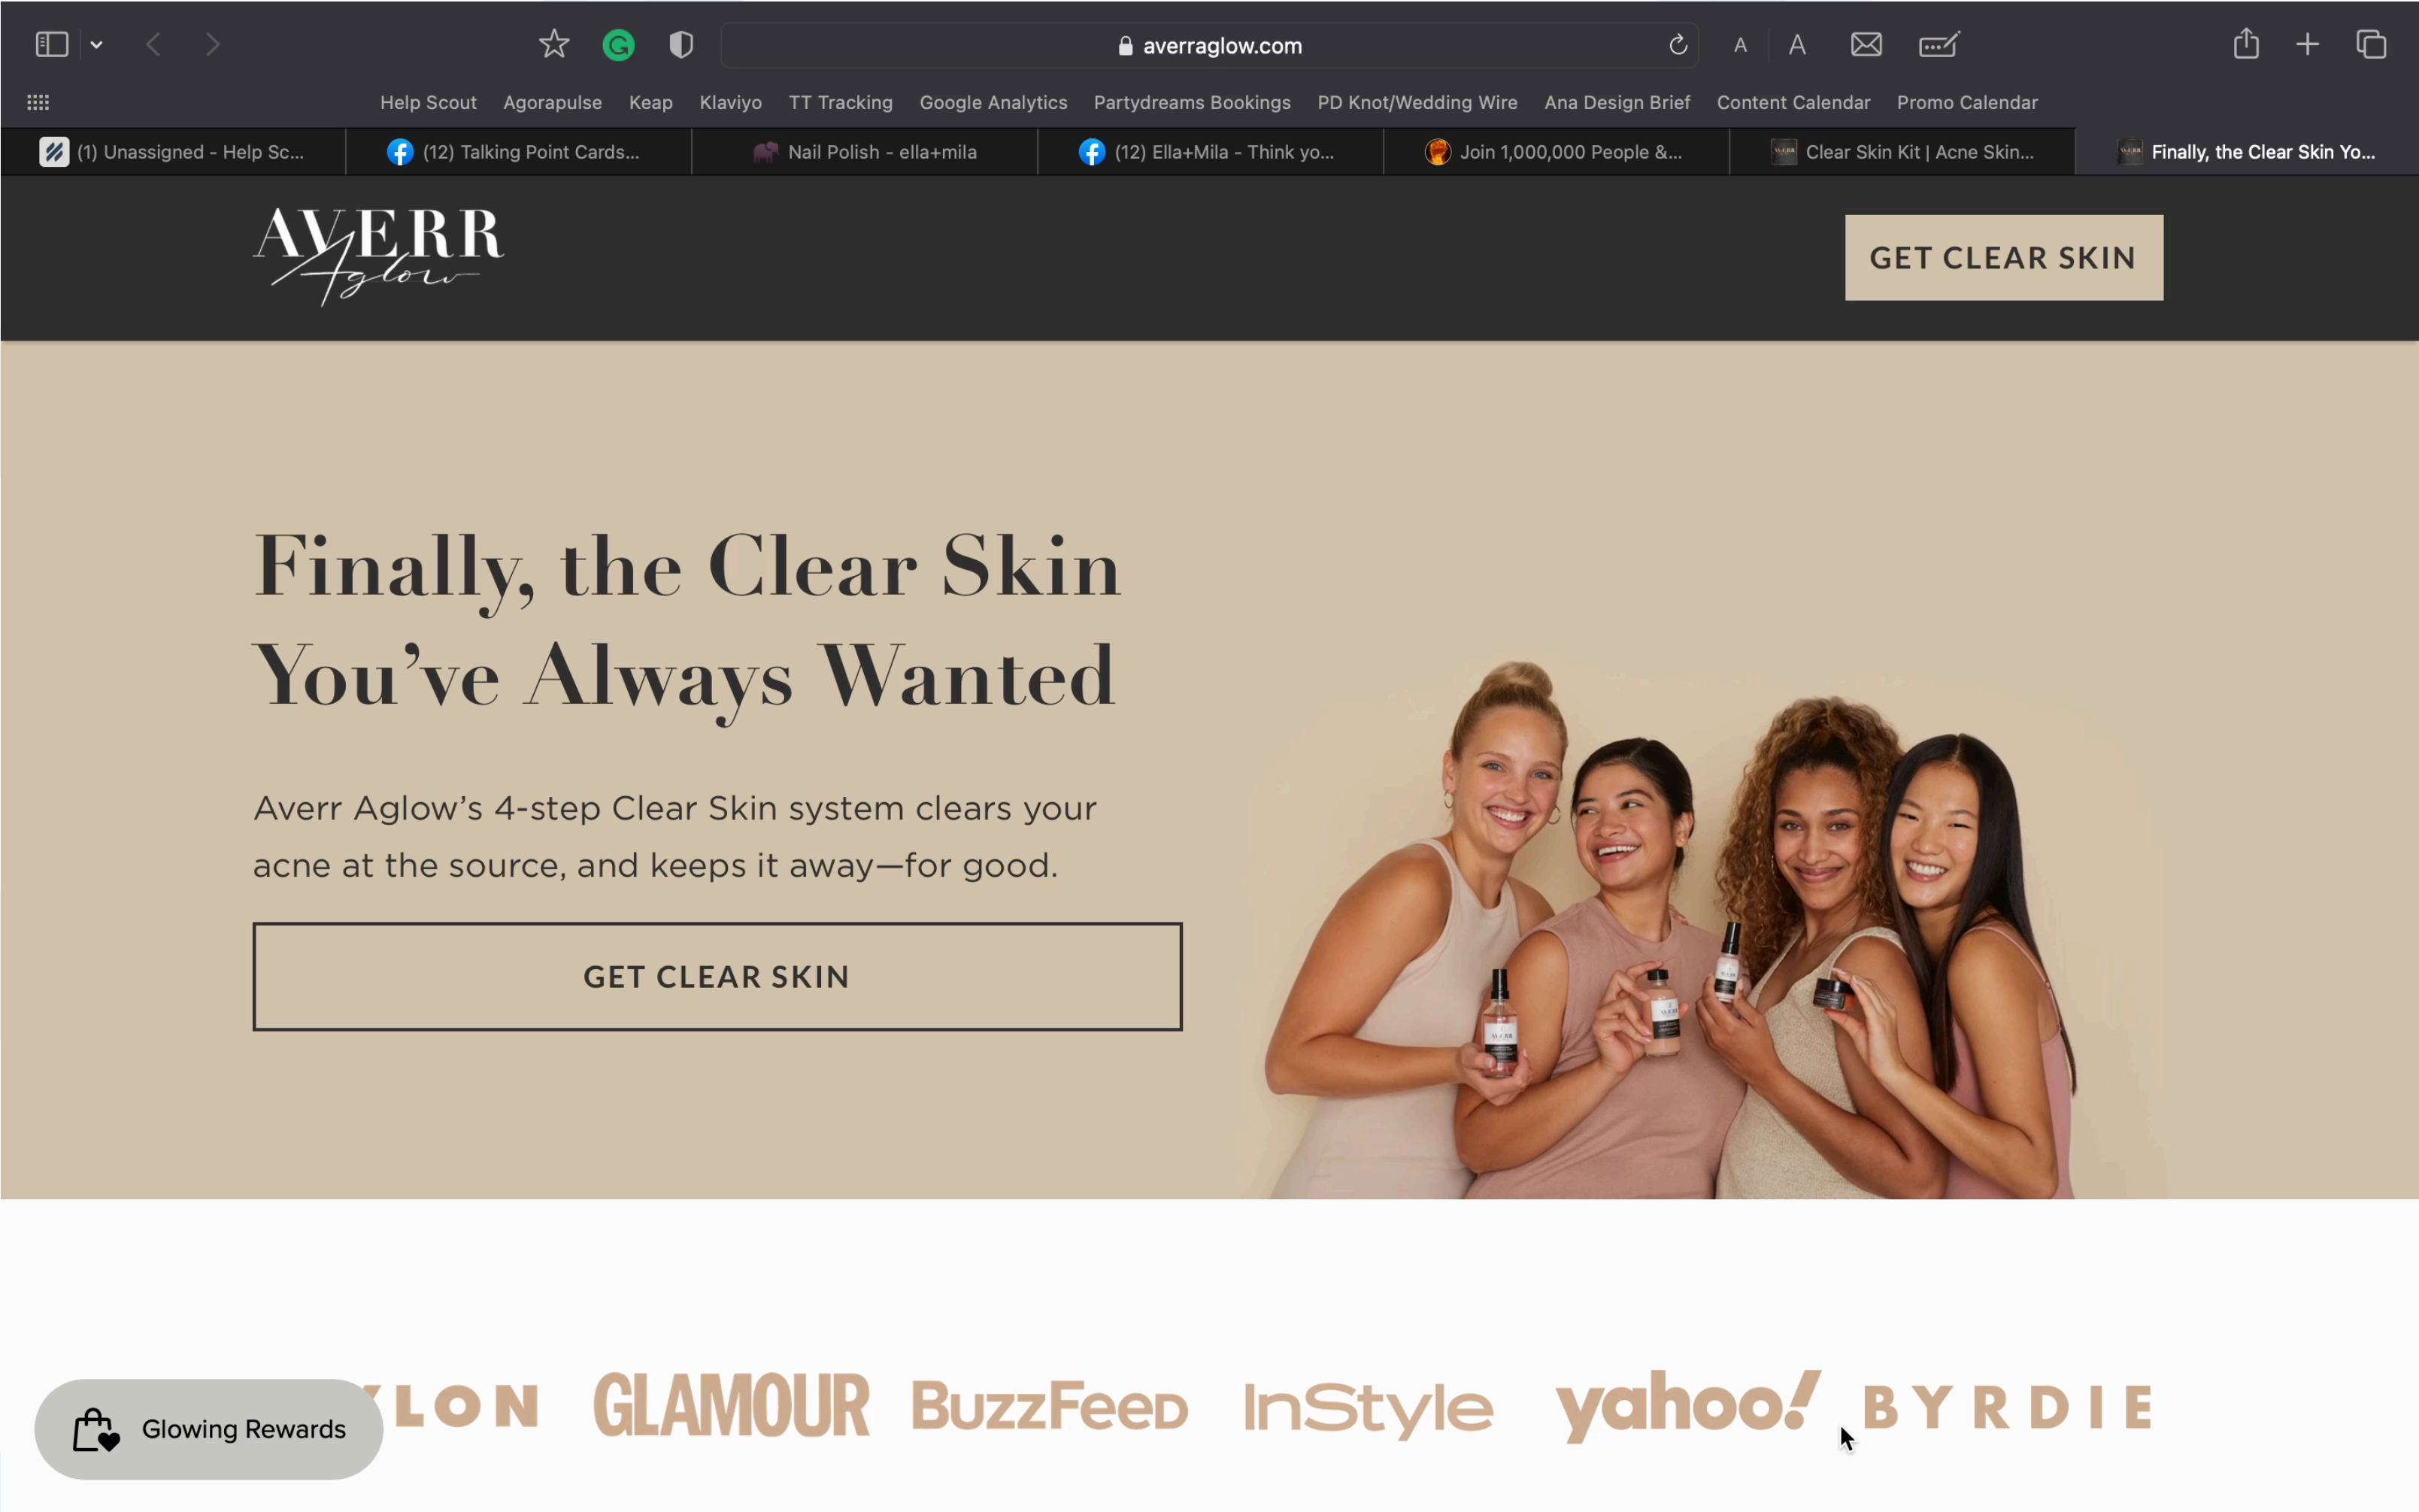 averraglow.com
A A
Help Scout Agorapulse Keap Klaviyo TT Tracking Google Analytics Partydreams Bookings PD Knot/Wedding Wire Ana Design Brief Content Calendar Promo Calendar
(1) Unassigned - Help Sc... (12) Talking Point Cards... Nail Polish - ella+mila (12) Ella+Mila - Think yo... Join 1,000,000 People &... Clear Skin Kit | Acne Skin... Finally, the Clear Skin Yo...
AVERR
Aglow
GET CLEAR SKIN
Finally, the Clear Skin
You’ve Always Wanted
Averr Aglow’s 4-step Clear Skin system clears your
acne at the source, and keeps it away—for good.
GET CLEAR SKIN
LON GLAMOUR BuzzFeeD InStyle yahoo! BYRDIE
Glowing Rewards